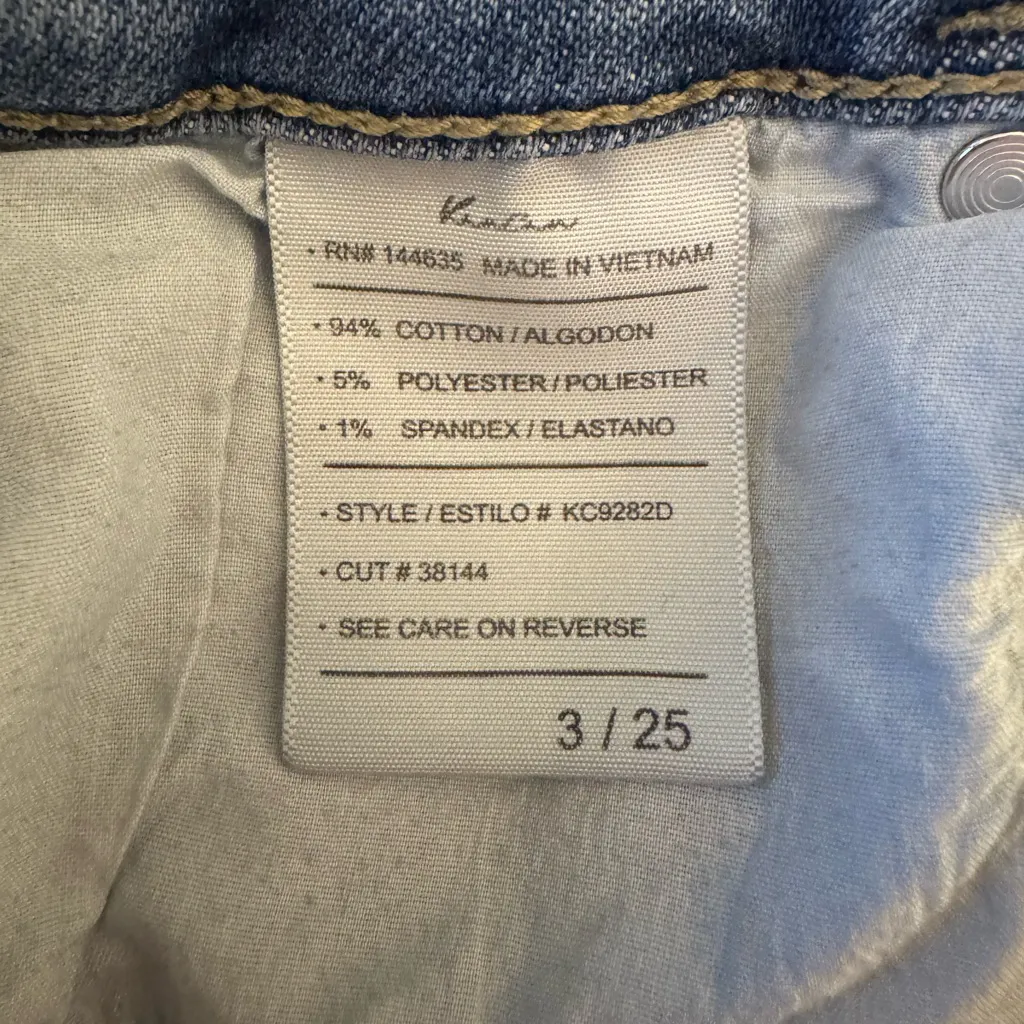 KanCan
• RN# 144635 MADE IN VIETNAM
• 94% COTTON / ALGODON
• 5% POLYESTER / POLIESTER
• 1% SPANDEX / ELASTANO
• STYLE / ESTILO # KC9282D
• CUT # 38144
• SEE CARE ON REVERSE
3 / 25